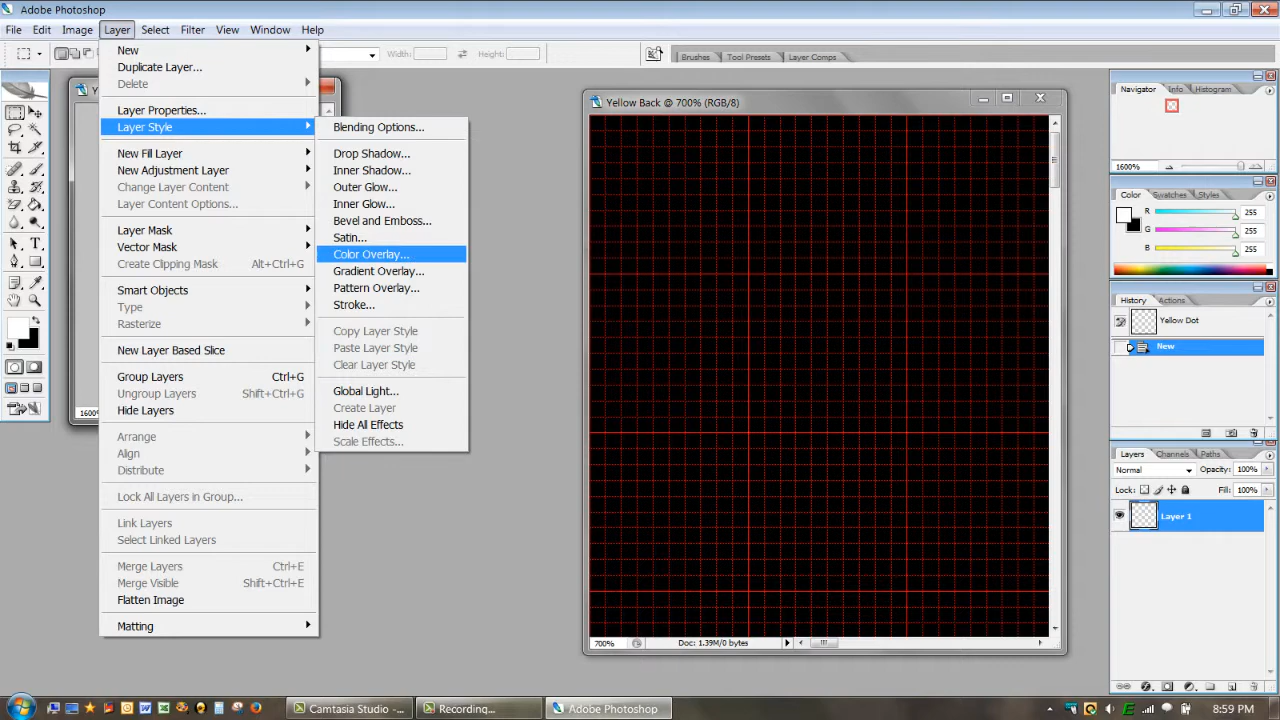 Adobe Photoshop
File Edit Image Layer Select Filter View Window Help
Width: Height: Brushes Tool Presets Layer Comps
New
Duplicate Layer...
Delete
Layer Properties...
Layer Style
New Fill Layer
New Adjustment Layer
Change Layer Content
Layer Content Options...
Layer Mask
Vector Mask
Create Clipping Mask Alt+Ctrl+G
Smart Objects
Type
Rasterize
New Layer Based Slice
Group Layers Ctrl+G
Ungroup Layers Shift+Ctrl+G
Hide Layers
Arrange
Align
Distribute
Lock All Layers in Group...
Link Layers
Select Linked Layers
Merge Layers Ctrl+E
Merge Visible Shift+Ctrl+E
Flatten Image
Matting
Blending Options...
Drop Shadow...
Inner Shadow...
Outer Glow...
Inner Glow...
Bevel and Emboss...
Satin...
Color Overlay...
Gradient Overlay...
Pattern Overlay...
Stroke...
Copy Layer Style
Paste Layer Style
Clear Layer Style
Global Light...
Create Layer
Hide All Effects
Scale Effects...
Yellow Back @ 700% (RGB/8)
700% Doc: 1.39M/0 bytes
Navigator Info Histogram
1600%
Color Swatches Styles
R 255
G 255
B 255
History Actions
Yellow Dot
New
Layers Channels Paths
Normal Opacity: 100%
Lock: Fill: 100%
Layer 1
Camtasia Studio -... Recording... Adobe Photoshop 8:59 PM